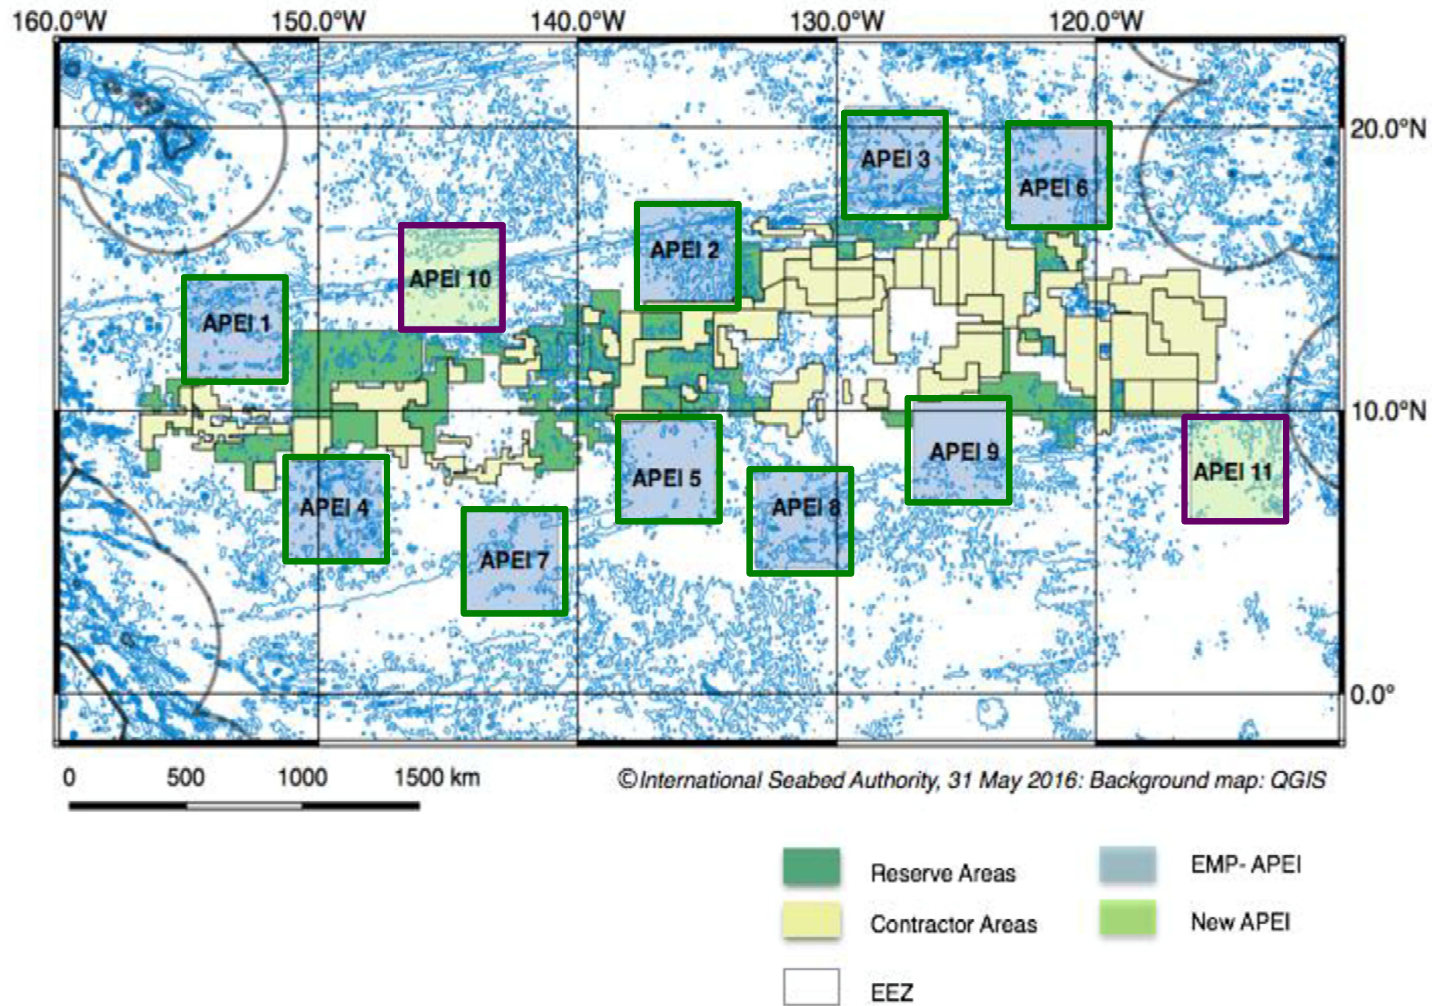 160.0°W 150.0°W 140.0°W 130.0°W 120.0°W
20.0°N
APEI 3
APEI 6
APEI 2
APEI 10
APEI 1
10.0°N
APEI 9
APEI 11
APEI 5
APEI 4
APEI 8
APEI 7
0.0°
0 500 1000 1500 km
©International Seabed Authority, 31 May 2016: Background map: QGIS
Reserve Areas
EMP- APEI
Contractor Areas
New APEI
EEZ